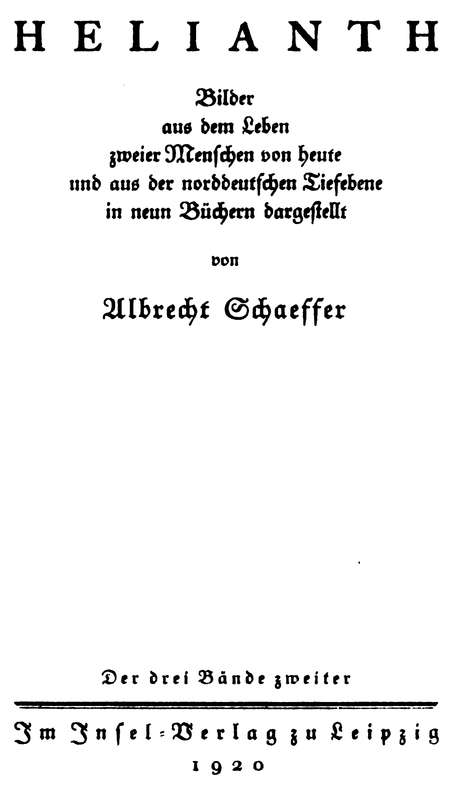 HELIANTH
Bilder
aus dem Leben
zweier Menschen von heute
und aus der norddeutschen Tiefebene
in neun Büchern dargestellt
von
Albrecht Schaeffer
Der drei Bände zweiter
Im Insel-Verlag zu Leipzig
1920